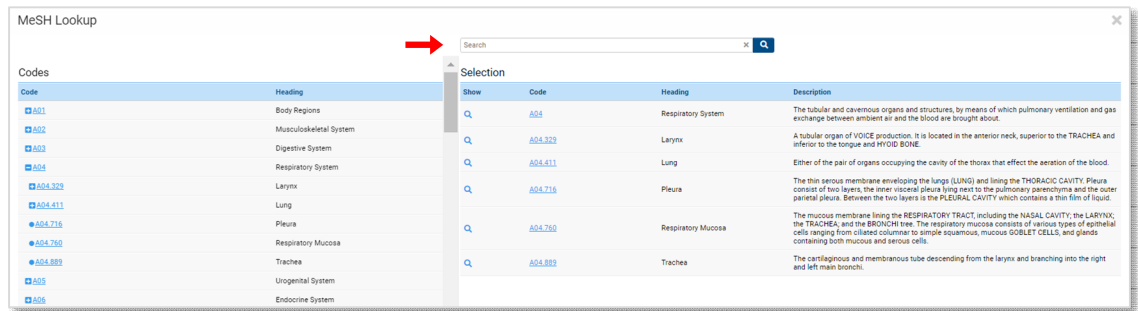 MeSH Lookup
Search
Codes
Code Heading
A01 Body Regions
A02 Musculoskeletal System
A03 Digestive System
A04 Respiratory System
A04.329 Larynx
A04.411 Lung
A04.716 Pleura
A04.760 Respiratory Mucosa
A04.889 Trachea
A05 Urogenital System
A06 Endocrine System
Selection
Show Code Heading Description
A04 Respiratory System The tubular and cavernous organs and structures, by means of which pulmonary ventilation and gas
exchange between ambient air and the blood are brought about.
A04.329 Larynx A tubular organ of VOICE production. It is located in the anterior neck, superior to the TRACHEA and
inferior to the tongue and HYOID BONE.
A04.411 Lung Either of the pair of organs occupying the cavity of the thorax that effect the aeration of the blood.
A04.716 Pleura The thin serous membrane enveloping the lungs (LUNG) and lining the THORACIC CAVITY. Pleura
consist of two layers, the inner visceral pleura lying next to the pulmonary parenchyma and the outer
parietal pleura. Between the two layers is the PLEURAL CAVITY which contains a thin film of liquid.
A04.760 Respiratory Mucosa The mucous membrane lining the RESPIRATORY TRACT, including the NASAL CAVITY; the LARYNX;
the TRACHEA; and the BRONCHI tree. The respiratory mucosa consists of various types of epithelial
cells ranging from ciliated columnar to simple squamous, mucous GOBLET CELLS, and glands
containing both mucous and serous cells.
A04.889 Trachea The cartilaginous and membranous tube descending from the larynx and branching into the right
and left main bronchi.